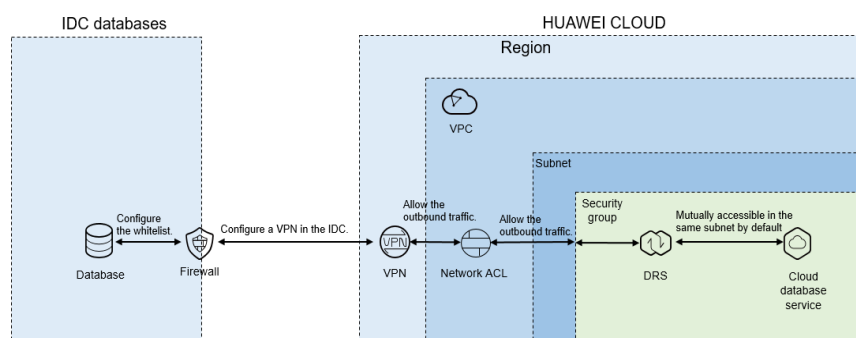 IDC databases
HUAWEI CLOUD
Region
VPC
Subnet
Security
group
Configure
the whitelist.
Configure a VPN in the IDC.
Allow the
outbound traffic.
Allow the
outbound traffic.
Mutually accessible in the
same subnet by default
VPN
Database
Firewall
VPN
Network ACL
DRS
Cloud
database
service